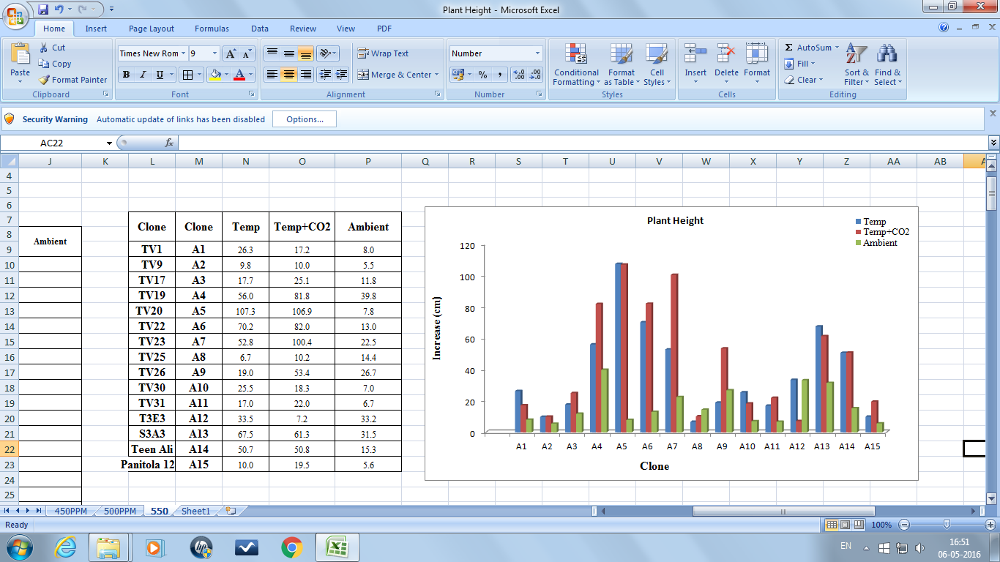 Plant Height - Microsoft Excel
Home Insert Page Layout Formulas Data Review View PDF
Paste Cut Copy Format Painter Clipboard
Times New Rom 9 A A B I U A Font
Wrap Text Merge & Center Alignment
Number % , .00 .0 Number
Conditional Formatting Format as Table Cell Styles Styles
Insert Delete Format Cells
Σ AutoSum Fill Clear Sort & Filter Find & Select Editing
Security Warning Automatic update of links has been disabled Options...
AC22 fx
J K L M N O P Q R S T U V W X Y Z AA AB
4
5
6
7
8
9
10
11
12
13
14
15
16
17
18
19
20
21
22
23
24
25
Ambient
Clone Clone Temp Temp+CO2 Ambient
TV1 A1 26.3 17.2 8.0
TV9 A2 9.8 10.0 5.5
TV17 A3 17.7 25.1 11.8
TV19 A4 56.0 81.8 39.8
TV20 A5 107.3 106.9 7.8
TV22 A6 70.2 82.0 13.0
TV23 A7 52.8 100.4 22.5
TV25 A8 6.7 10.2 14.4
TV26 A9 19.0 53.4 26.7
TV30 A10 25.5 18.3 7.0
TV31 A11 17.0 22.0 6.7
T3E3 A12 33.5 7.2 33.2
S3A3 A13 67.5 61.3 31.5
Teen Ali A14 50.7 50.8 15.3
Panitola 12 A15 10.0 19.5 5.6
Plant Height
Temp
Temp+CO2
Ambient
Increase (cm)
120
100
80
60
40
20
0
A1 A2 A3 A4 A5 A6 A7 A8 A9 A10 A11 A12 A13 A14 A15
Clone
450PPM 500PPM 550 Sheet1
Ready 100%
EN 16:51
06-05-2016